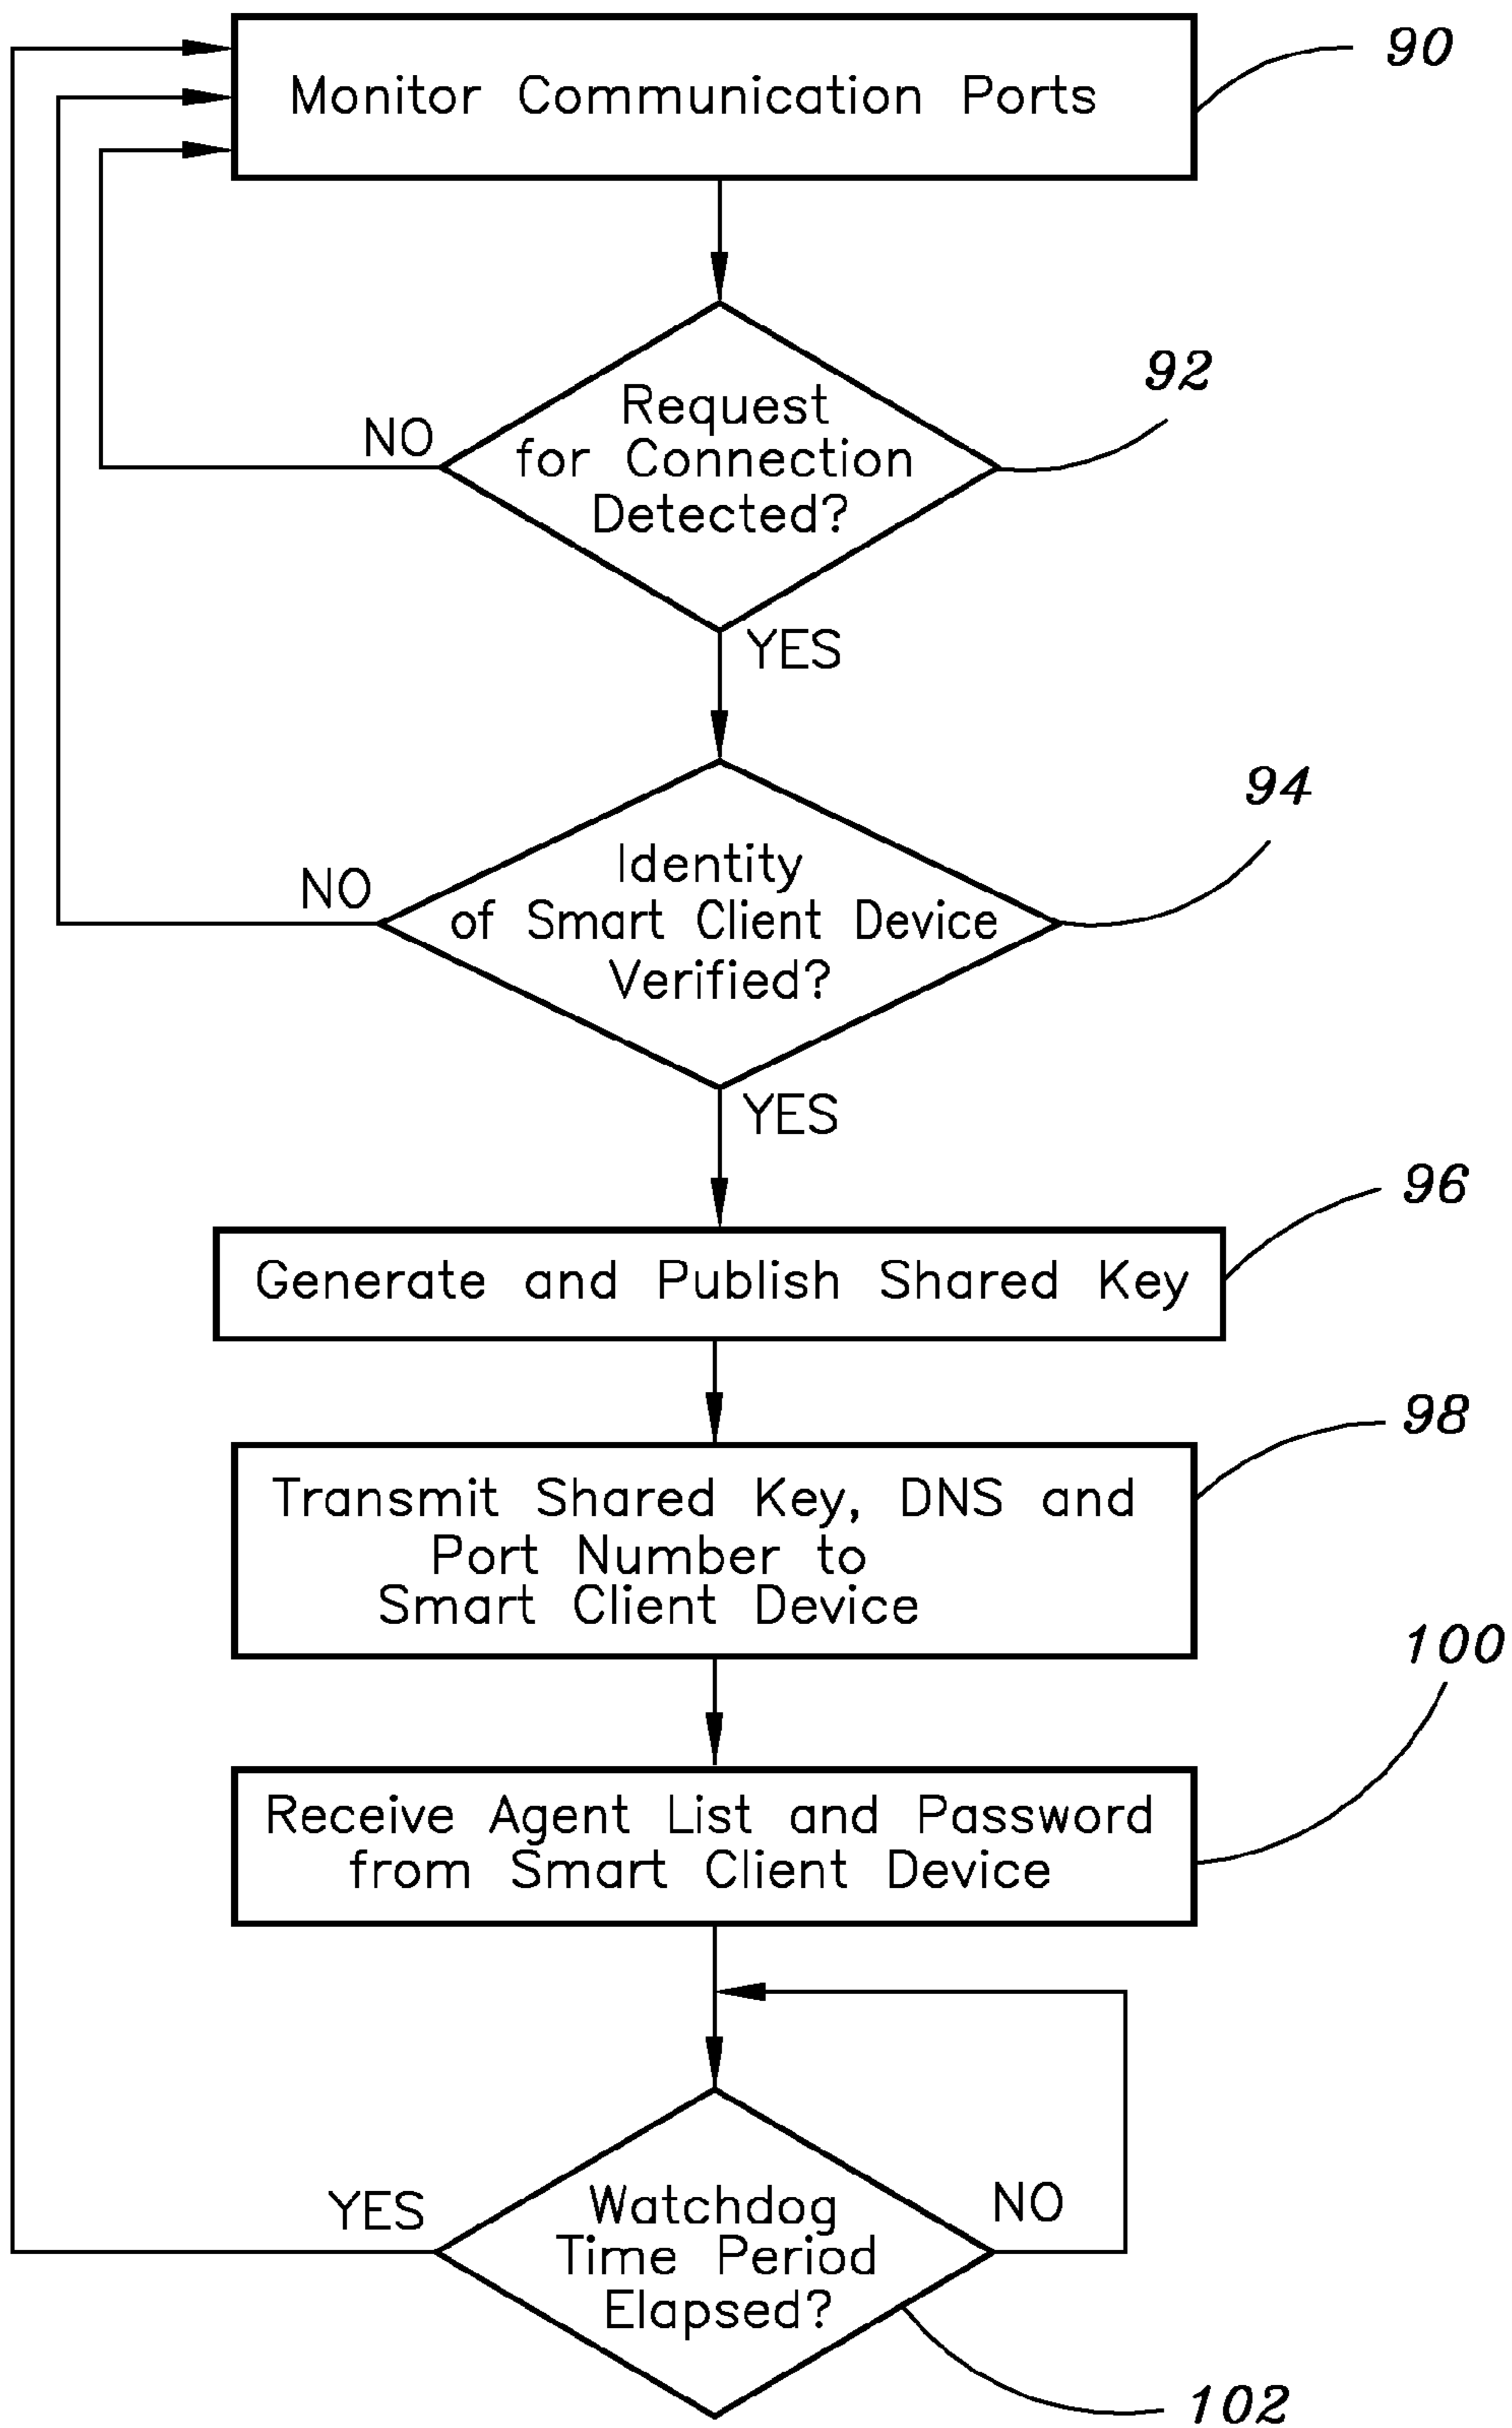 Monitor Communication Ports
90
Request
for Connection
Detected?
92
NO
YES
Identity
of Smart Client Device
Verified?
94
NO
YES
Generate and Publish Shared Key
96
Transmit Shared Key, DNS and
Port Number to
Smart Client Device
98
Receive Agent List and Password
from Smart Client Device
100
Watchdog
Time Period
Elapsed?
YES
NO
102